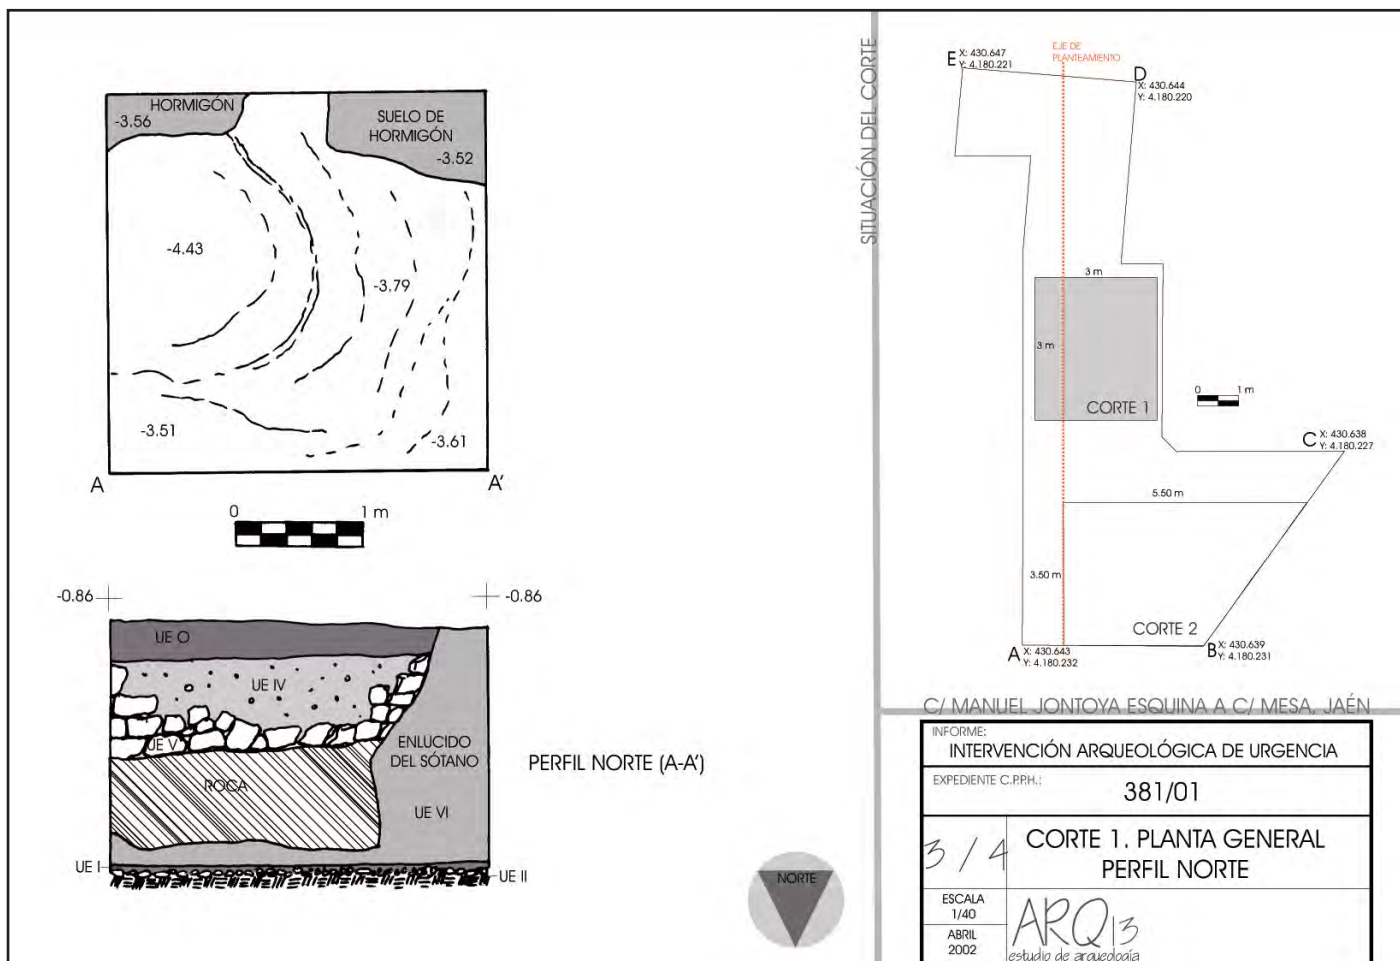 HORMIGÓN
-3.56
SUELO DE
HORMIGÓN
-3.52
-4.43
-3.79
-3.51
-3.61
A
A'
0
1 m
-0.86
-0.86
UE O
UE IV
UE V
ROCA
ENLUCIDO
DEL SÓTANO
UE VI
UE I
UE II
PERFIL NORTE (A-A')
NORTE
SITUACIÓN DEL CORTE
E
X: 430.647
Y: 4.180.221
EJE DE
PLANTEAMIENTO
D
X: 430.644
Y: 4.180.220
3 m
3 m
CORTE 1
0
1 m
C
X: 430.638
Y: 4.180.227
5.50 m
3.50 m
CORTE 2
A
X: 430.643
Y: 4.180.232
B
X: 430.639
Y: 4.180.231
C/ MANUEL JONTOYA ESQUINA A C/ MESA, JAÉN
INFORME:
INTERVENCIÓN ARQUEOLÓGICA DE URGENCIA
EXPEDIENTE C.P.P.H.:
381/01
3 / 4
CORTE 1. PLANTA GENERAL
PERFIL NORTE
ESCALA
1/40
ABRIL
2002
ARQ13
estudio de arqueología